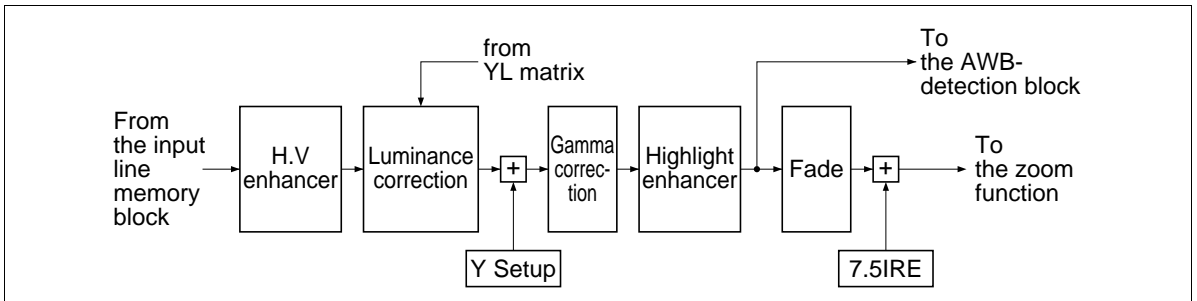 From
the input
line
memory
block
H.V
enhancer
from
YL matrix
Luminance
correction
+
Y Setup
Gamma
correc-
tion
Highlight
enhancer
To
the AWB-
detection block
Fade
+
7.5IRE
To
the zoom
function